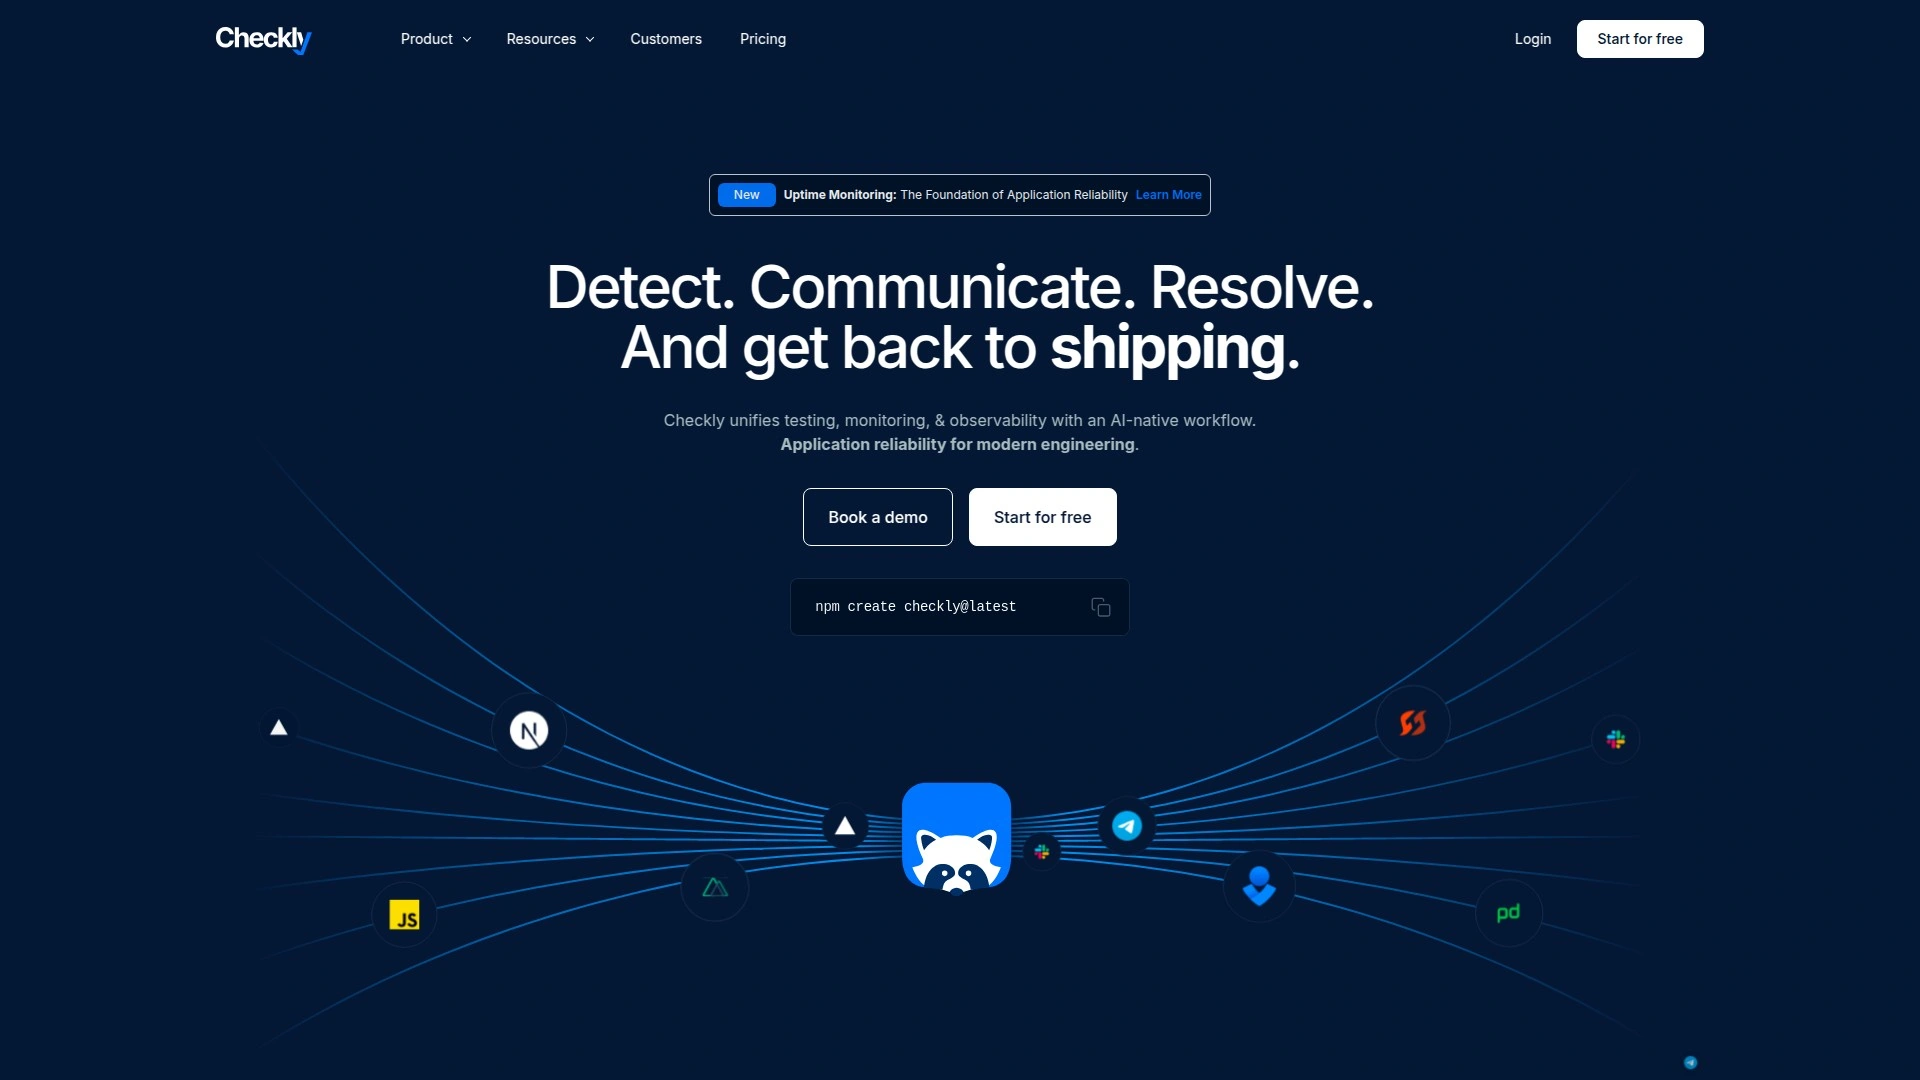 Checkly
Product
Resources
Customers
Pricing
Login
Start for free
New Uptime Monitoring: The Foundation of Application Reliability Learn More
Detect. Communicate. Resolve.
And get back to shipping.
Checkly unifies testing, monitoring, & observability with an AI-native workflow.
Application reliability for modern engineering.
Book a demo
Start for free
npm create checkly@latest
N
JS
pd